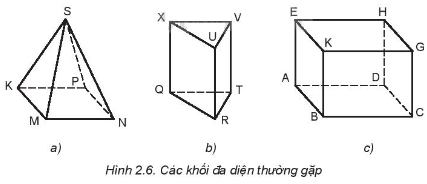 S
K
P
M
N
a)
X
V
U
Q
T
R
b)
E
H
K
G
A
D
B
C
c)
Hình 2.6. Các khối đa diện thường gặp